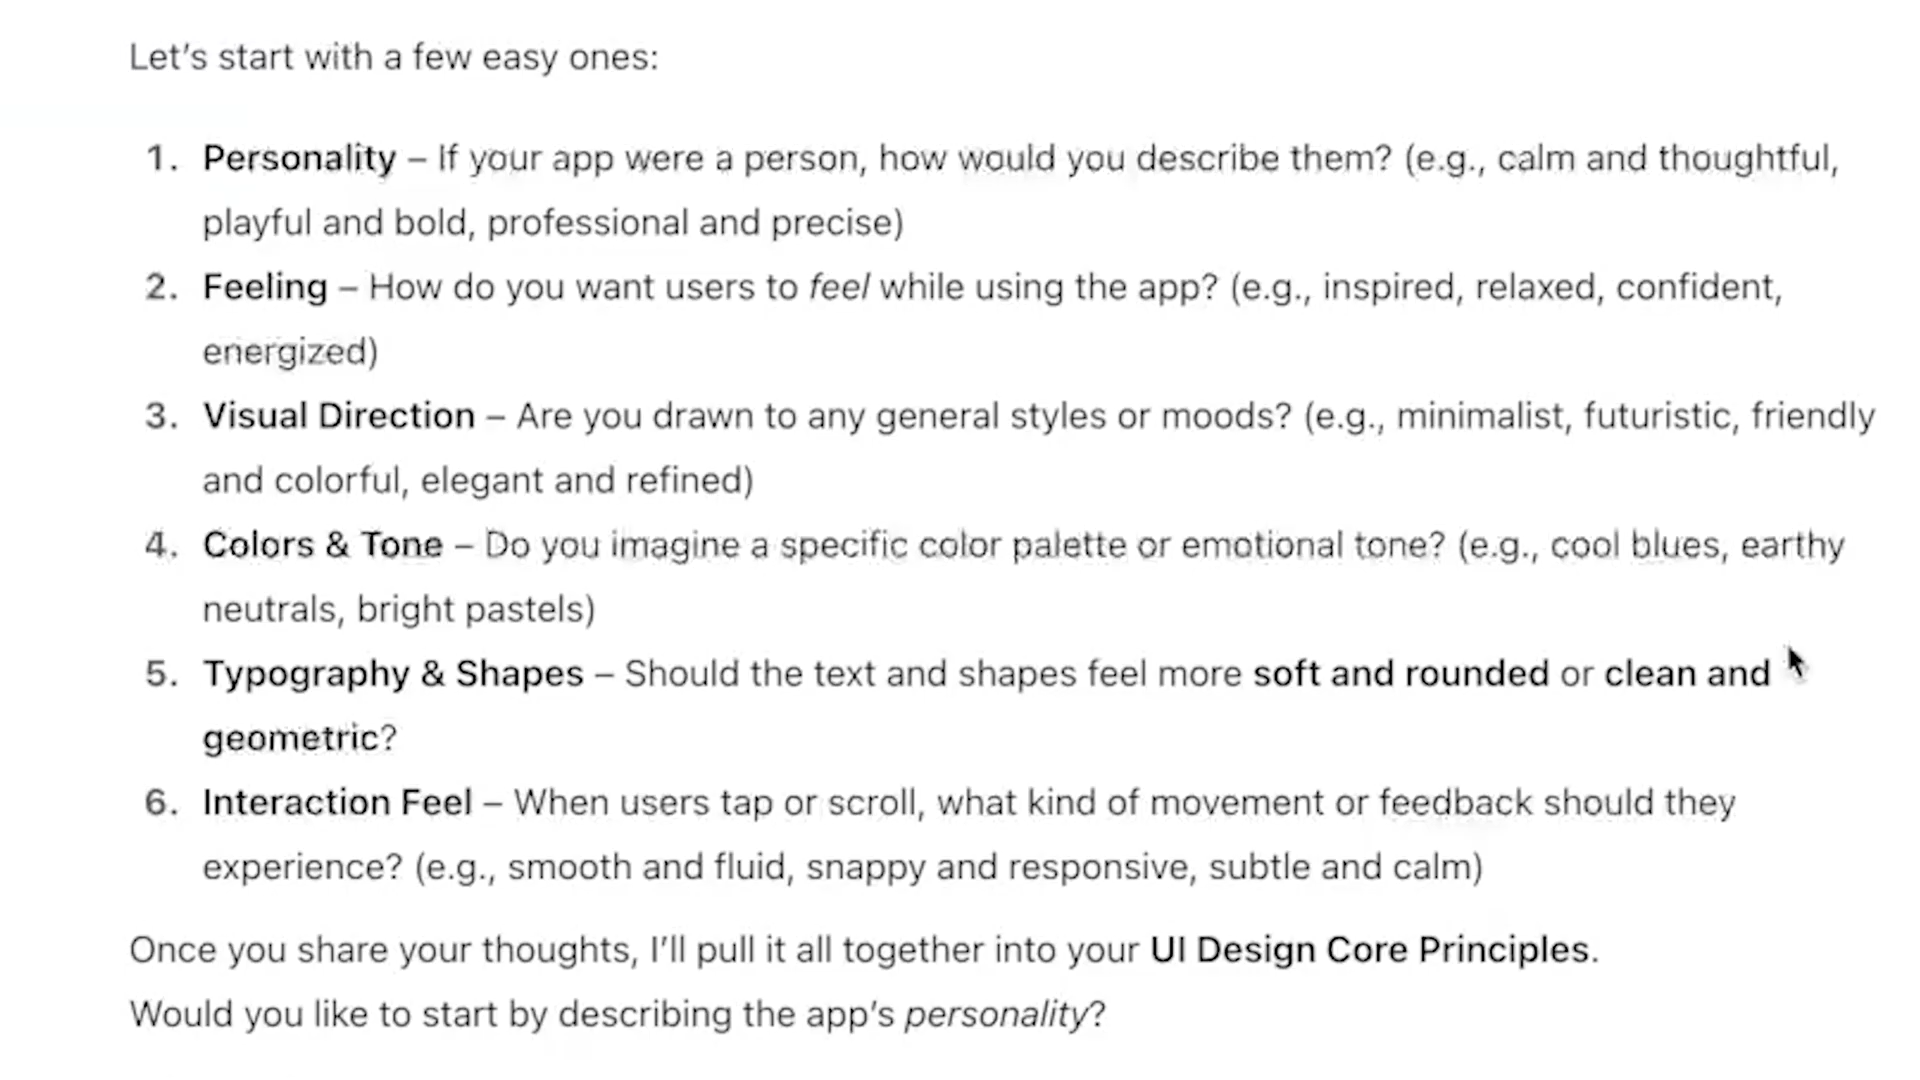 Let's start with a few easy ones:
1. Personality – If your app were a person, how would you describe them? (e.g., calm and thoughtful,
playful and bold, professional and precise)
2. Feeling – How do you want users to feel while using the app? (e.g., inspired, relaxed, confident,
energized)
3. Visual Direction – Are you drawn to any general styles or moods? (e.g., minimalist, futuristic, friendly
and colorful, elegant and refined)
4. Colors & Tone – Do you imagine a specific color palette or emotional tone? (e.g., cool blues, earthy
neutrals, bright pastels)
5. Typography & Shapes – Should the text and shapes feel more soft and rounded or clean and
geometric?
6. Interaction Feel – When users tap or scroll, what kind of movement or feedback should they
experience? (e.g., smooth and fluid, snappy and responsive, subtle and calm)
Once you share your thoughts, I'll pull it all together into your UI Design Core Principles.
Would you like to start by describing the app's personality?